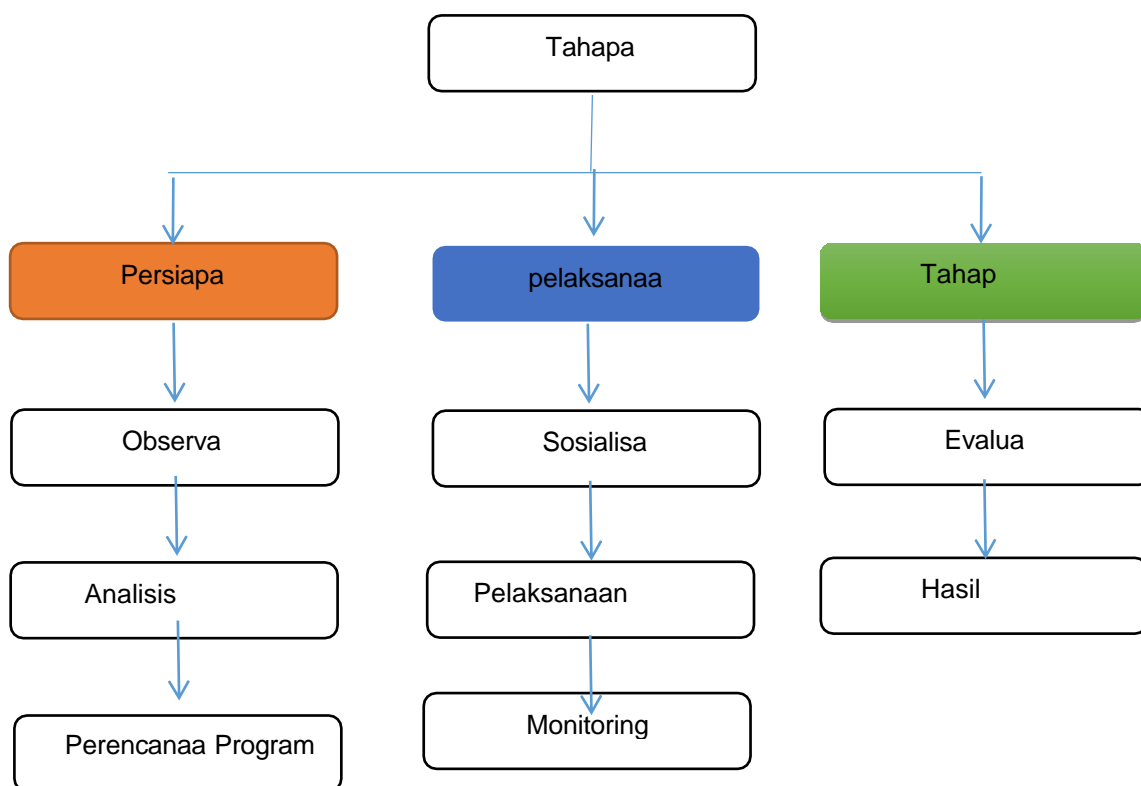 Tahapa
Persiapa
pelaksanaa
Tahap
Observa
Sosialisa
Evalua
Analisis
Pelaksanaan
Hasil
Perencanaa Program
Monitoring